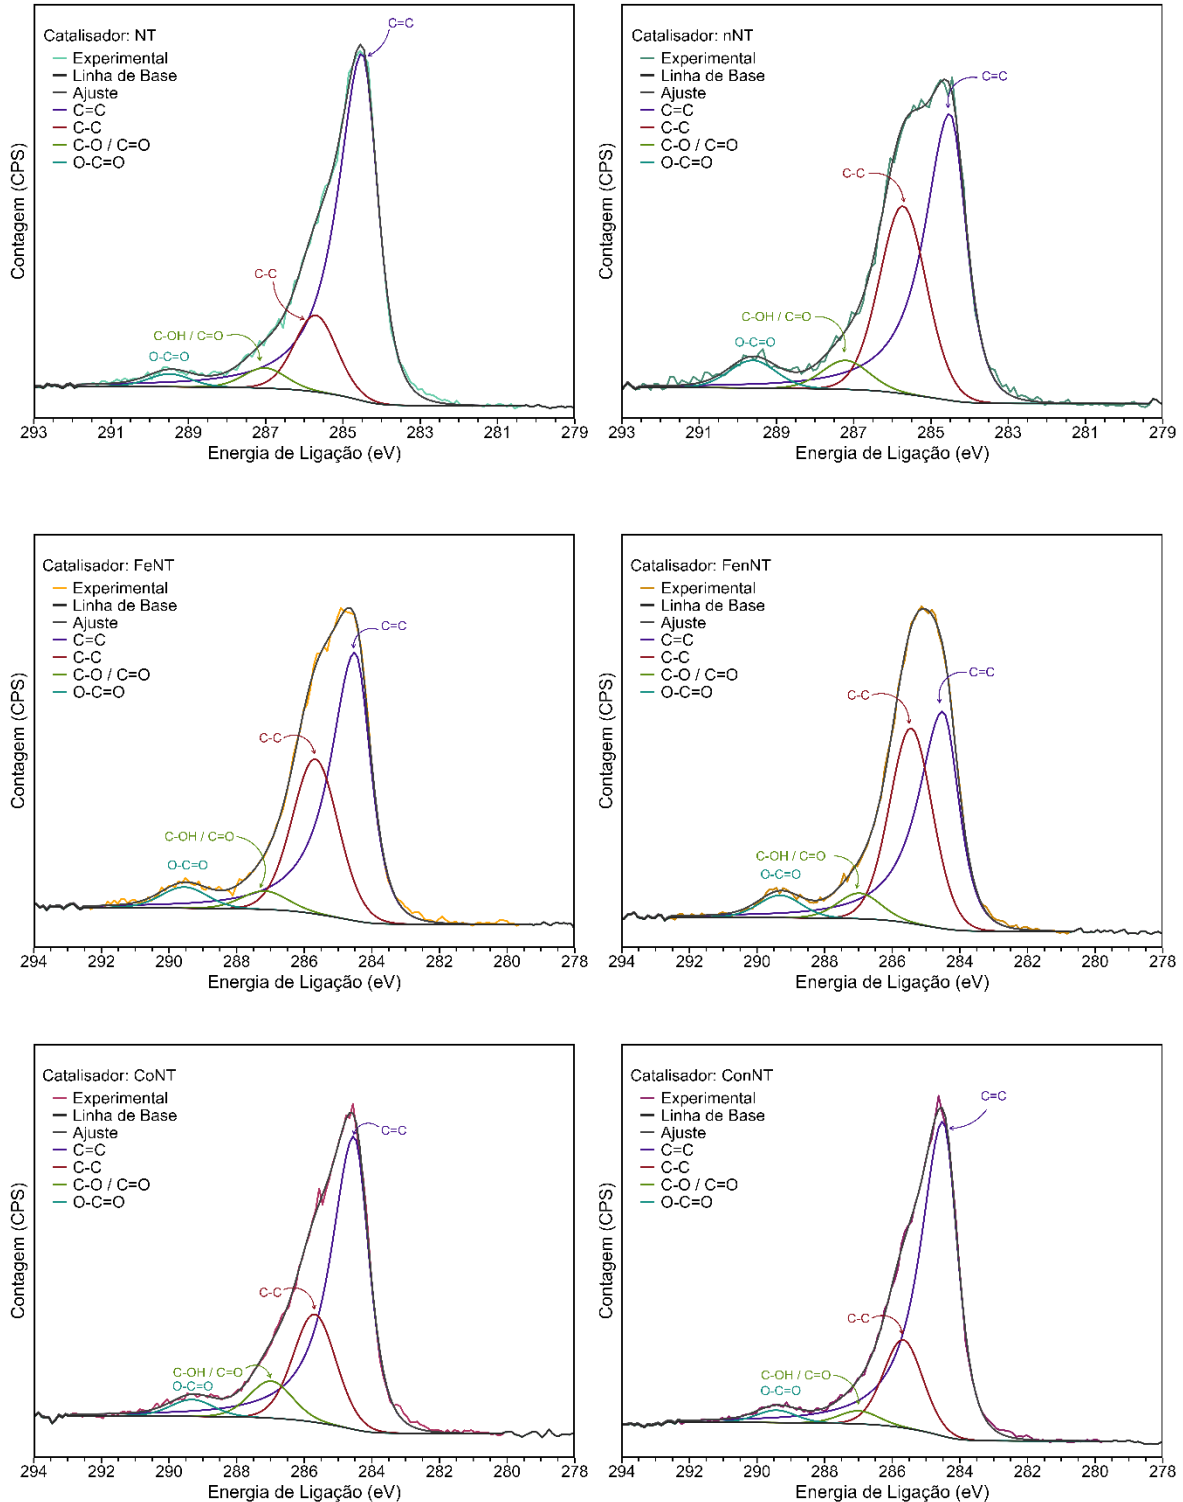 Catalisador: NT
Experimental
Linha de Base
Ajuste
C=C
C-C
C-O / C=O
O-C=O
C=C
C-C
C-OH / C=O
O-C=O
Contagem (CPS)
293 291 289 287 285 283 281 279
Energia de Ligação (eV)
Catalisador: nNT
Experimental
Linha de Base
Ajuste
C=C
C-C
C-O / C=O
O-C=O
C=C
C-C
C-OH / C=O
O-C=O
Contagem (CPS)
293 291 289 287 285 283 281 279
Energia de Ligação (eV)
Catalisador: FeNT
Experimental
Linha de Base
Ajuste
C=C
C-C
C-O / C=O
O-C=O
C=C
C-C
C-OH / C=O
O-C=O
Contagem (CPS)
294 292 290 288 286 284 282 280 278
Energia de Ligação (eV)
Catalisador: FenNT
Experimental
Linha de Base
Ajuste
C=C
C-C
C-O / C=O
O-C=O
C=C
C-C
C-OH / C=O
O-C=O
Contagem (CPS)
294 292 290 288 286 284 282 280 278
Energia de Ligação (eV)
Catalisador: CoNT
Experimental
Linha de Base
Ajuste
C=C
C-C
C-O / C=O
O-C=O
C=C
C-C
C-OH / C=O
O-C=O
Contagem (CPS)
294 292 290 288 286 284 282 280 278
Energia de Ligação (eV)
Catalisador: ConNT
Experimental
Linha de Base
Ajuste
C=C
C-C
C-O / C=O
O-C=O
C=C
C-C
C-OH / C=O
O-C=O
Contagem (CPS)
294 292 290 288 286 284 282 280 278
Energia de Ligação (eV)